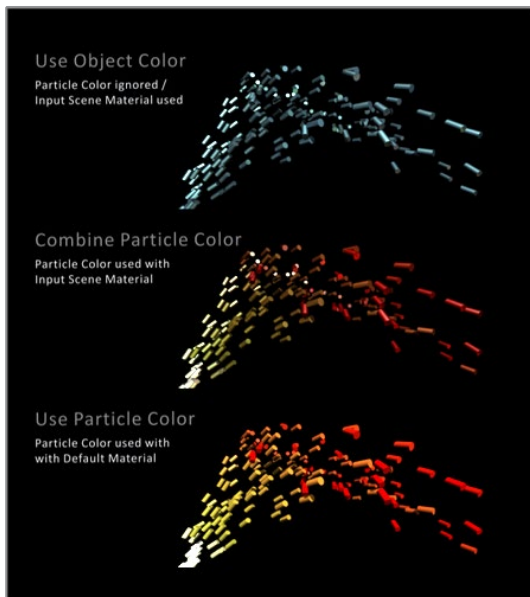 Use Object Color
Particle Color ignored /
Input Scene Material used
Combine Particle Color
Particle Color used with
Input Scene Material
Use Particle Color
Particle Color used with
with Default Material